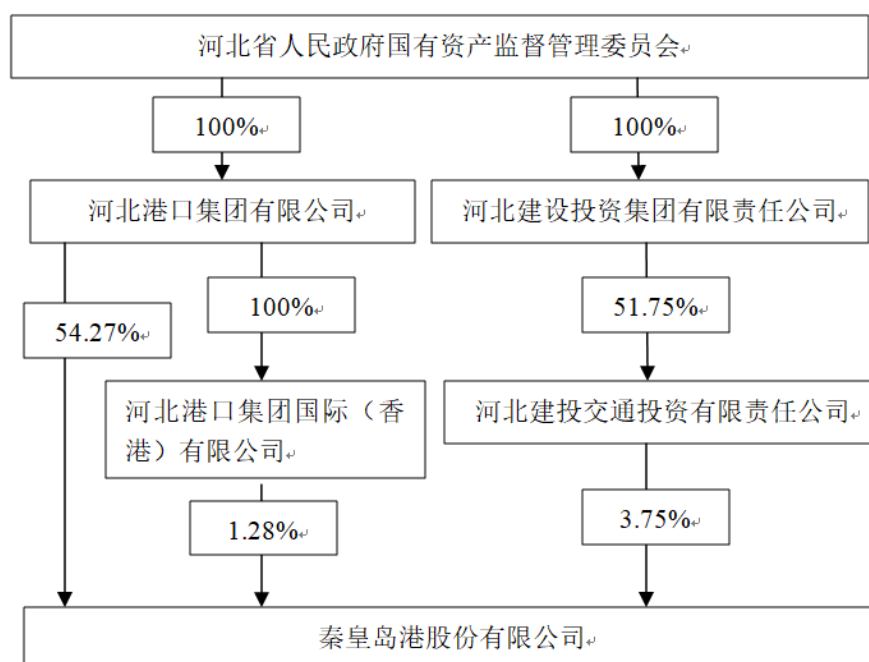 河北省人民政府国有资产监督管理委员会
100%
100%
河北港口集团有限公司
河北建设投资集团有限责任公司
54.27%
100%
51.75%
河北港口集团国际（香
港）有限公司
河北建投交通投资有限责任公司
1.28%
3.75%
秦皇岛港股份有限公司